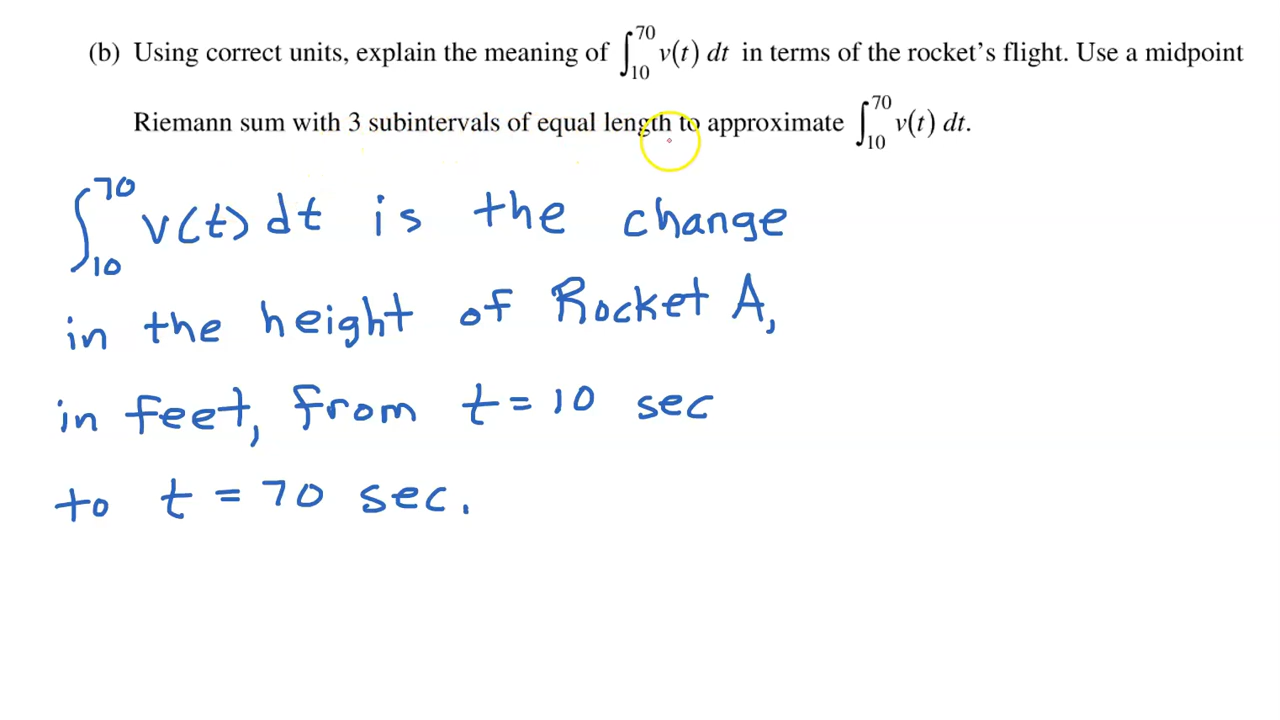 (b) Using correct units, explain the meaning of ∫₁₀⁷⁰ v(t) dt in terms of the rocket's flight. Use a midpoint
Riemann sum with 3 subintervals of equal length to approximate ∫₁₀⁷⁰ v(t) dt.
∫₁₀⁷⁰ v(t) dt is the change
in the height of Rocket A,
in feet, from t = 10 sec
to t = 70 sec.